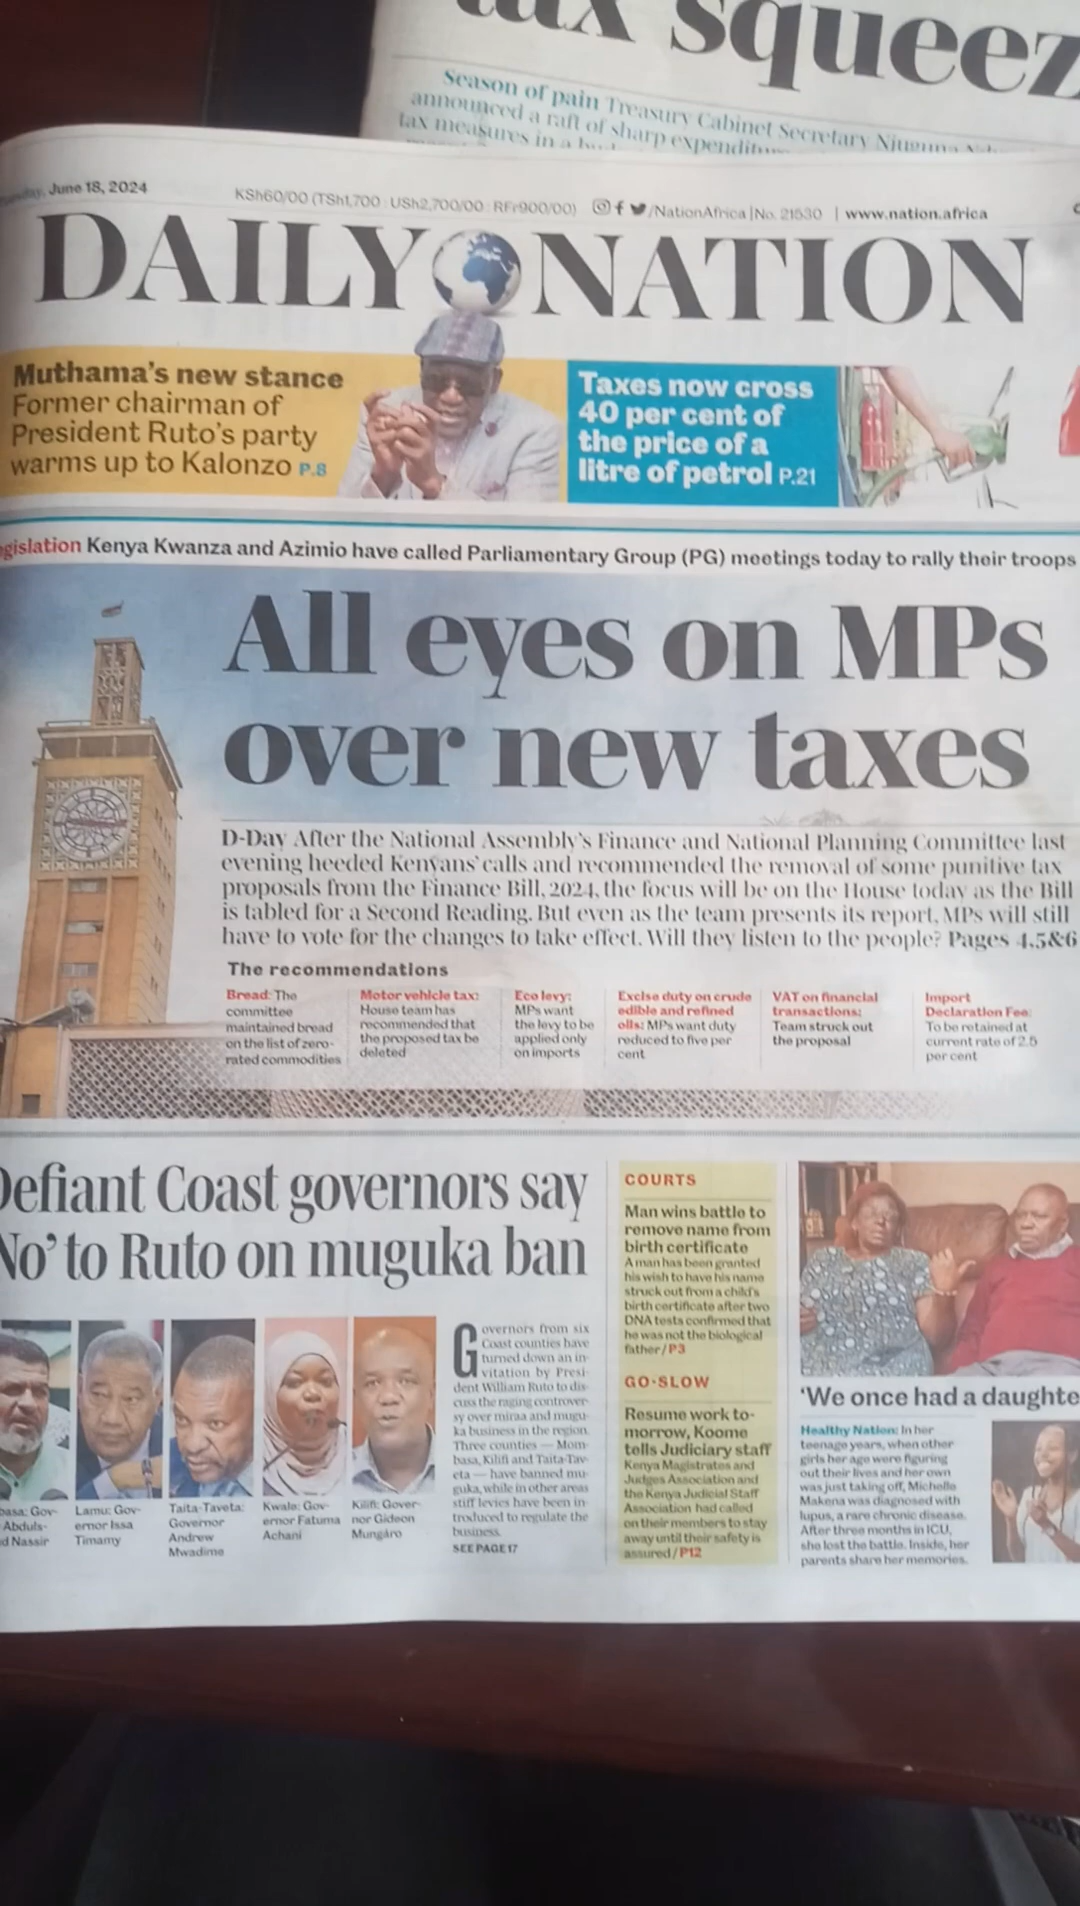 ax squeez
Season of pain Treasury Cabinet Secretary Njuguna
announced a raft of sharp expenditure
tax measures in a
June 18, 2024
KSh60/00 (TSh1,700 : USh2,700/00 : RFr900/00)
/NationAfrica | No. 21530 | www.nation.africa
DAILY NATION
Muthama's new stance
Former chairman of
President Ruto's party
warms up to Kalonzo P.8
Taxes now cross
40 per cent of
the price of a
litre of petrol P.21
gislation Kenya Kwanza and Azimio have called Parliamentary Group (PG) meetings today to rally their troops
All eyes on MPs
over new taxes
D-Day After the National Assembly's Finance and National Planning Committee last
evening heeded Kenyans' calls and recommended the removal of some punitive tax
proposals from the Finance Bill, 2024, the focus will be on the House today as the Bill
is tabled for a Second Reading. But even as the team presents its report, MPs will still
have to vote for the changes to take effect. Will they listen to the people? Pages 4,5&6
The recommendations
Bread: The
committee
maintained bread
on the list of zero-
rated commodities
Motor vehicle tax:
House team has
recommended that
the proposed tax be
deleted
Eco levy:
MPs want
the levy to be
applied only
on imports
Excise duty on crude
edible and refined
oils: MPs want duty
reduced to five per
cent
VAT on financial
transactions:
Team struck out
the proposal
Import
Declaration Fee:
To be retained at
current rate of 2.5
per cent
Defiant Coast governors say
No' to Ruto on muguka ban
basa: Gov-
Abduls-
d Nassir
Lamu: Gov-
ernor Issa
Timamy
Taita-Taveta:
Governor
Andrew
Mwadime
Kwale: Gov-
ernor Fatuma
Achani
Kilifi: Gover-
nor Gideon
Mung'aro
Governors from six
Coast counties have
turned down an in-
vitation by Presi-
dent William Ruto to dis-
cuss the raging controver-
sy over miraa and mugu-
ka business in the region.
Three counties — Mom-
basa, Kilifi and Taita-Tav-
eta — have banned mu-
guka, while in other areas
stiff levies have been in-
troduced to regulate the
business.
SEE PAGE 17
COURTS
Man wins battle to
remove name from
birth certificate
A man has been granted
his wish to have his name
struck out from a child's
birth certificate after two
DNA tests confirmed that
he was not the biological
father / P3
GO-SLOW
Resume work to-
morrow, Koome
tells Judiciary staff
Kenya Magistrates and
Judges Association and
the Kenya Judicial Staff
Association had called
on their members to stay
away until their safety is
assured / P12
'We once had a daughte
Healthy Nation: In her
teenage years, when other
girls her age were figuring
out their lives and her own
was just taking off, Michelle
Makena was diagnosed with
lupus, a rare chronic disease.
After three months in ICU,
she lost the battle. Inside, her
parents share her memories.